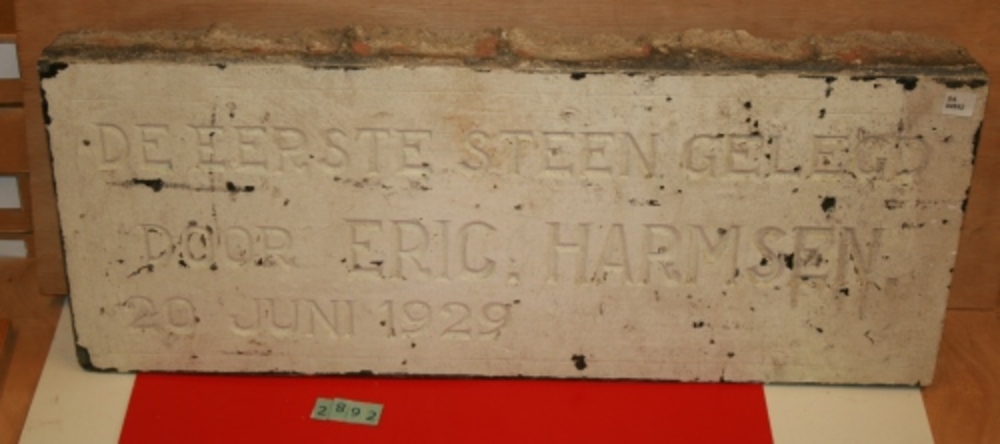 DE EERSTE STEEN GELEGD
DOOR ERIC. HARMSEN
20 JUNI 1929
2892